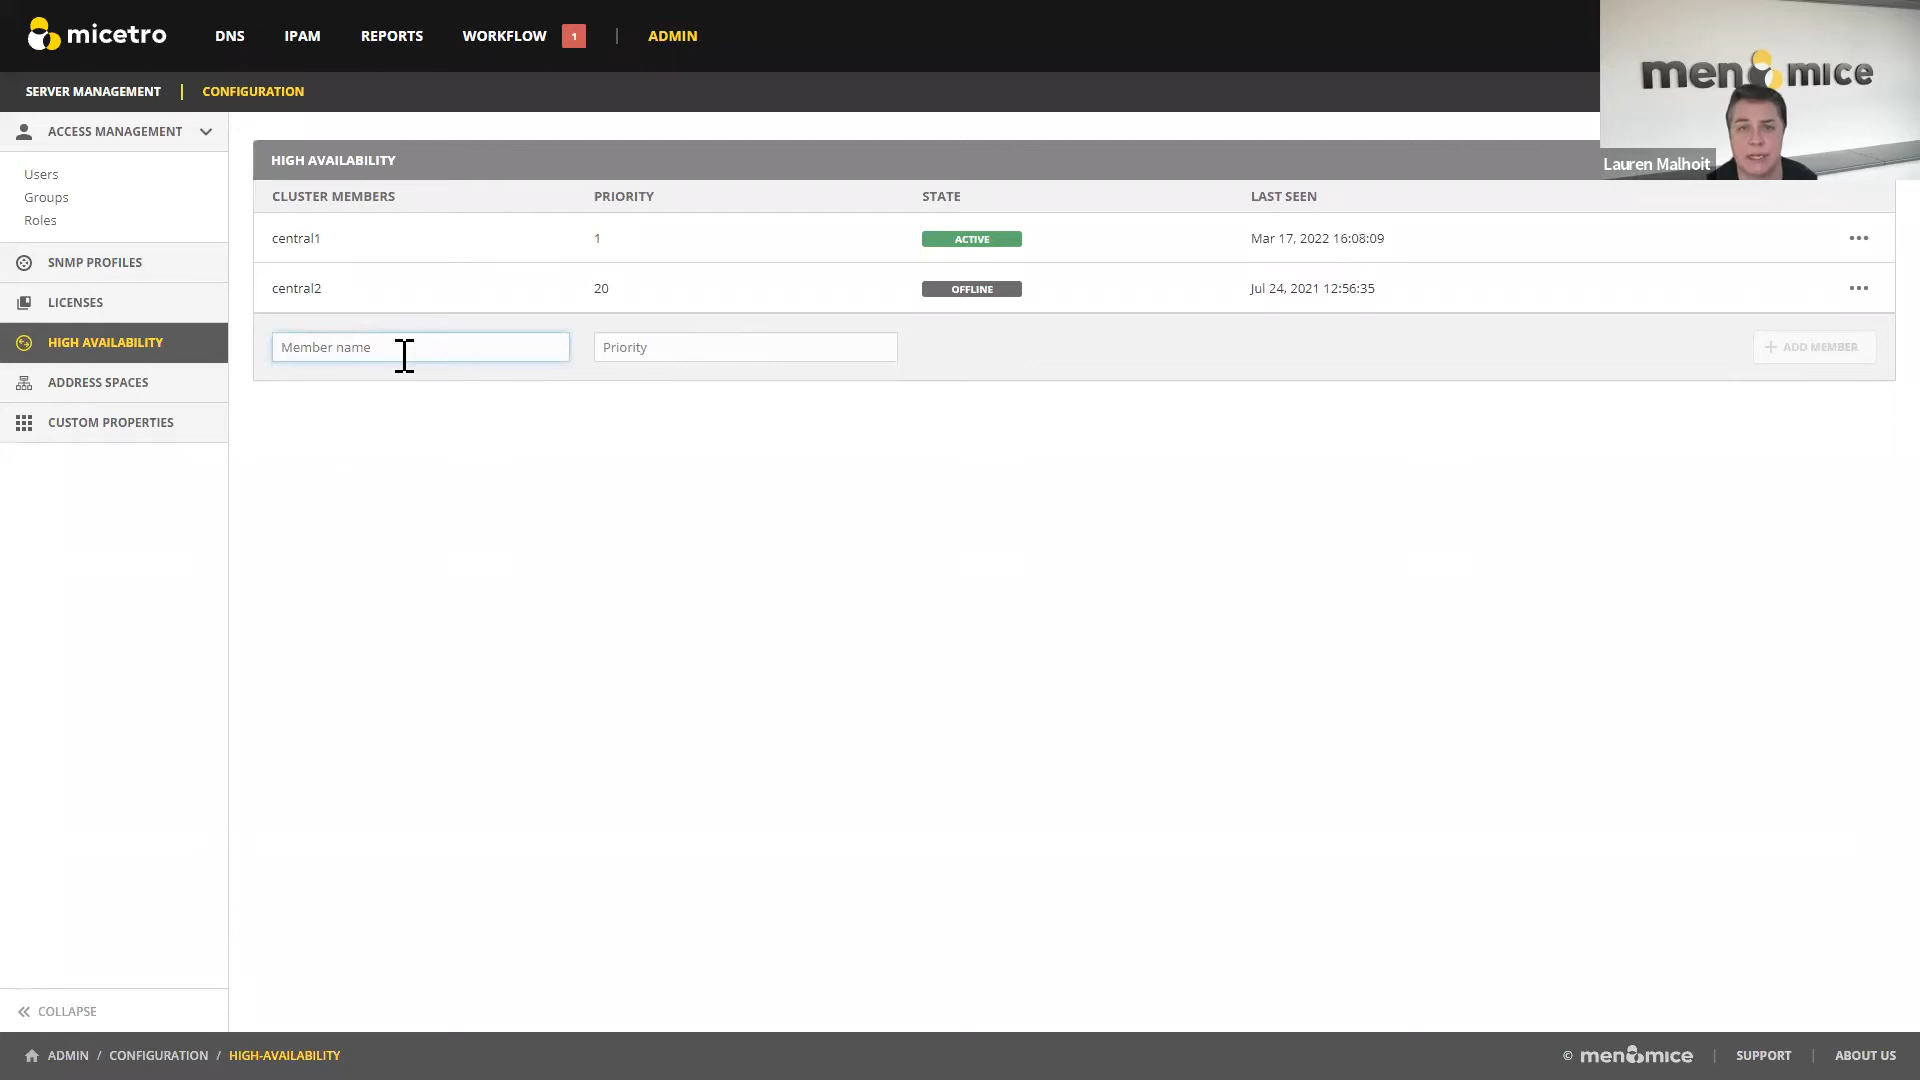 micetro
DNS
IPAM
REPORTS
WORKFLOW
1
|
ADMIN
men mice
Lauren Malhoit
SERVER MANAGEMENT | CONFIGURATION
ACCESS MANAGEMENT
Users
Groups
Roles
SNMP PROFILES
LICENSES
HIGH AVAILABILITY
ADDRESS SPACES
CUSTOM PROPERTIES
COLLAPSE
HIGH AVAILABILITY
CLUSTER MEMBERS PRIORITY STATE LAST SEEN
central1 1 ACTIVE Mar 17, 2022 16:08:09 •••
central2 20 OFFLINE Jul 24, 2021 12:56:35 •••
Member name Priority + ADD MEMBER
ADMIN / CONFIGURATION / HIGH-AVAILABILITY
© men mice | SUPPORT | ABOUT US